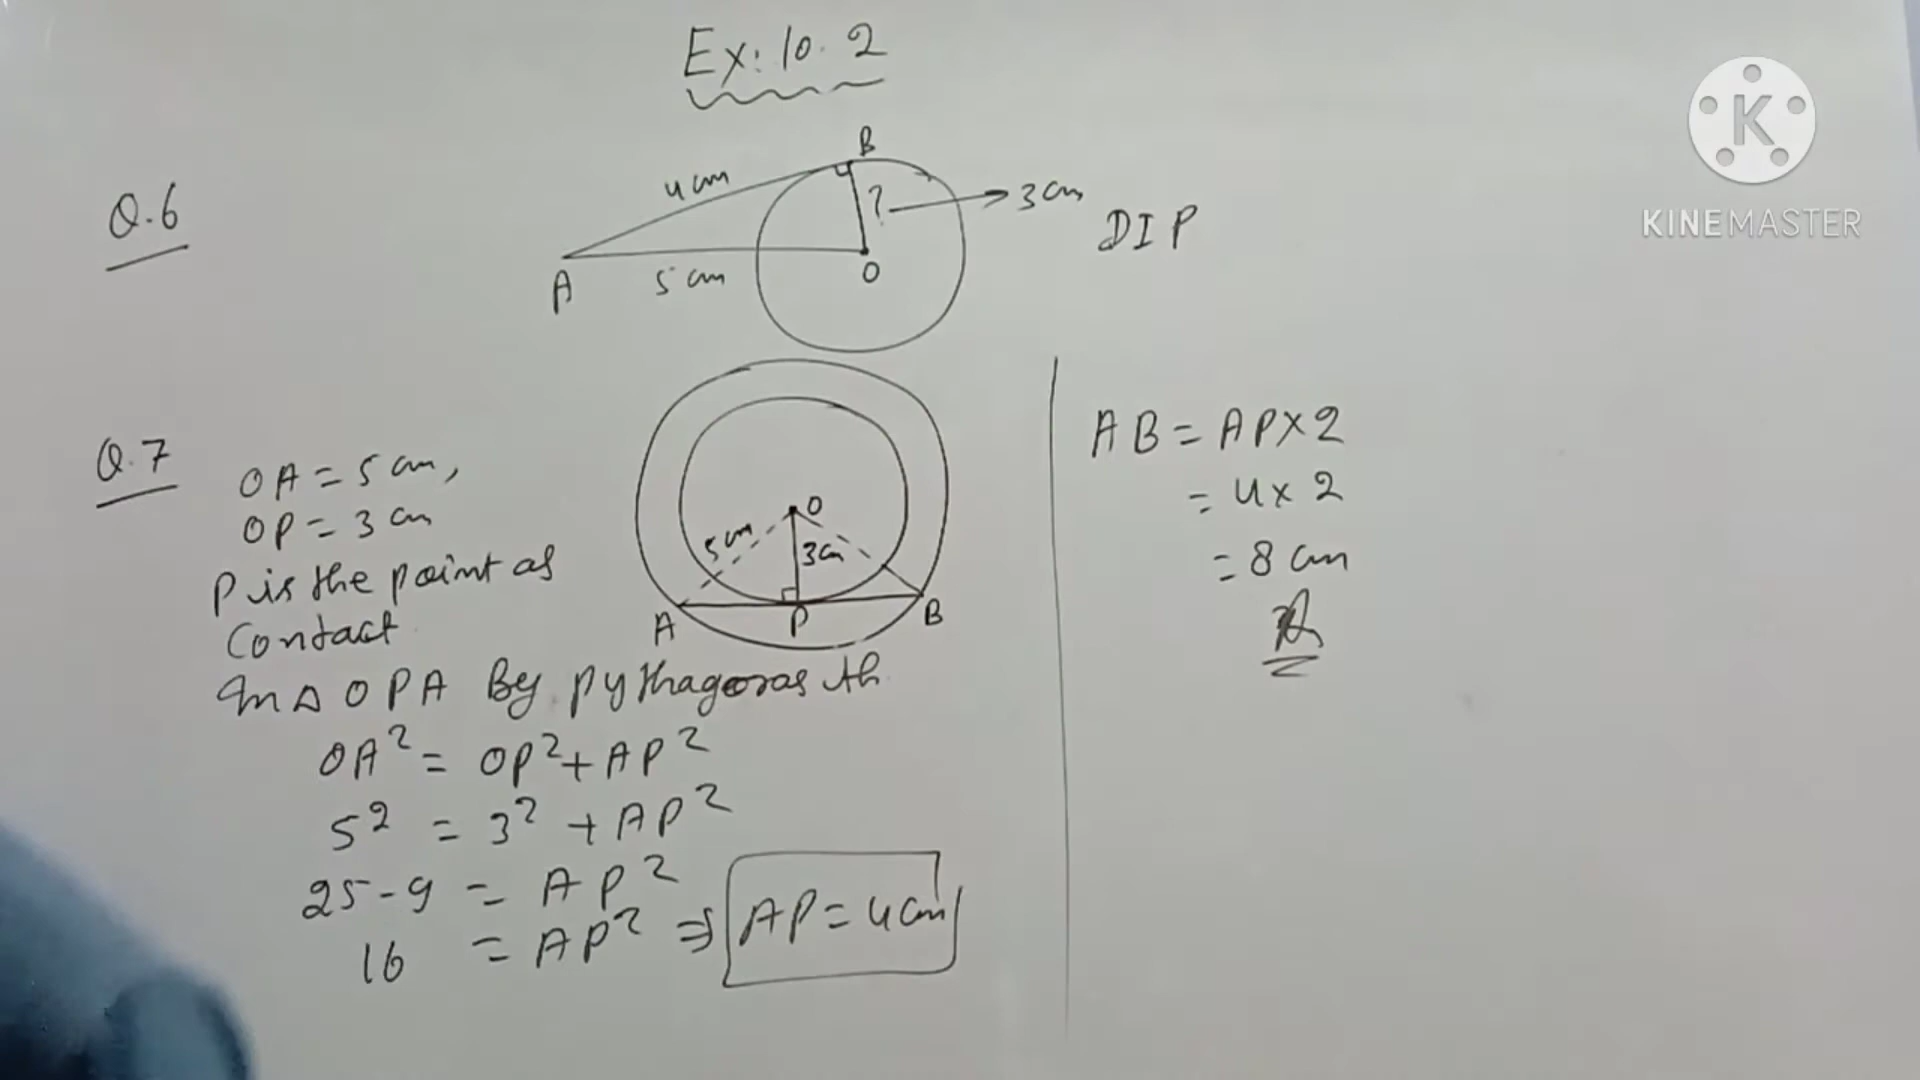 Ex: 10.2
K
KINEMASTER
Q.6
B
4 cm
?
3 cm
DIP
A
5 cm
O
Q.7
OA = 5 cm,
OP = 3 cm
P is the point as
Contact
O
5 cm
3 cm
A
P
B
In △ OPA By pythagoras th
OA² = OP² + AP²
5² = 3² + AP²
25 - 9 = AP²
16 = AP² ⇒ AP = 4 cm
AB = AP × 2
= 4 × 2
= 8 cm